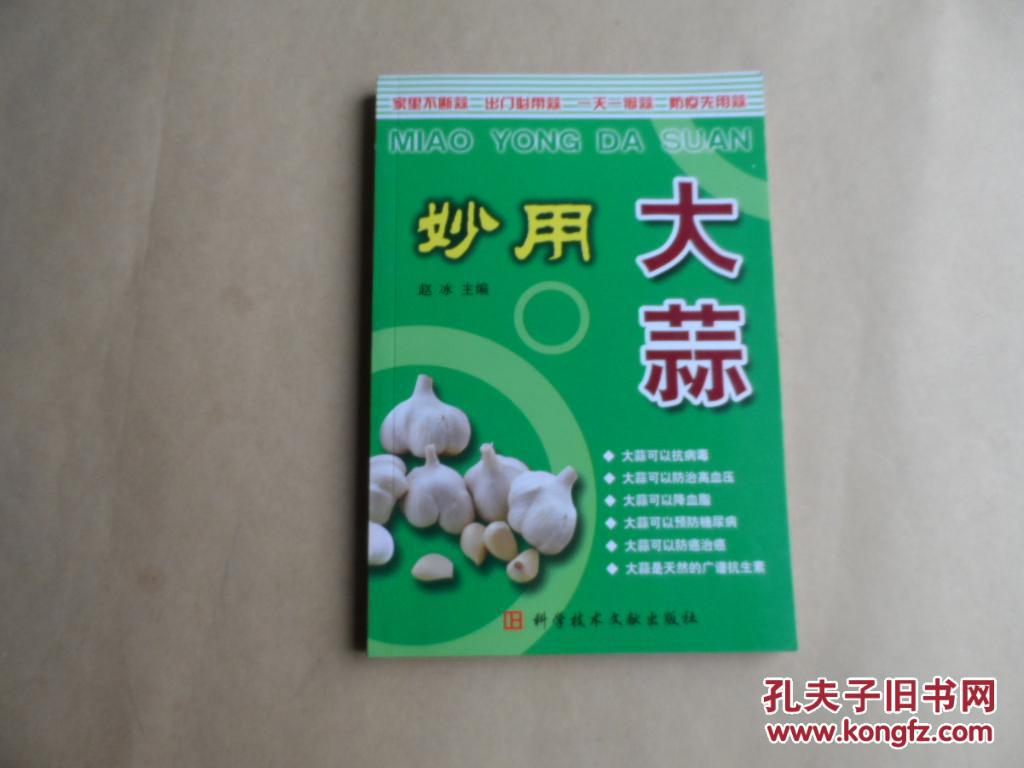 家里不断蒜 出门必带蒜 一天一瓣蒜 防疫先用蒜
MIAO YONG DA SUAN
妙用
大蒜
赵冰 主编
◆ 大蒜可以抗病毒
◆ 大蒜可以防治高血压
◆ 大蒜可以降血脂
◆ 大蒜可以预防糖尿病
◆ 大蒜可以防癌治癌
◆ 大蒜是天然的广谱抗生素
科学技术文献出版社
孔夫子旧书网
www.kongfz.com